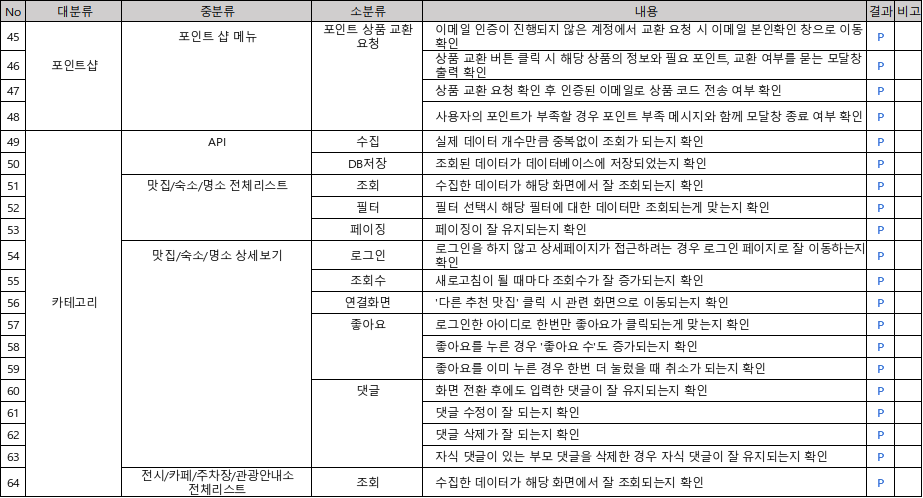 No 대분류 중분류 소분류 내용 결과 비고
45 포인트샵 포인트 샵 메뉴 포인트 상품 교환 요청 이메일 인증이 진행되지 않은 계정에서 교환 요청 시 이메일 본인확인 창으로 이동 확인 P
46 상품 교환 버튼 클릭 시 해당 상품의 정보와 필요 포인트, 교환 여부를 묻는 모달창 출력 확인 P
47 상품 교환 요청 확인 후 인증된 이메일로 상품 코드 전송 여부 확인 P
48 사용자의 포인트가 부족할 경우 포인트 부족 메시지와 함께 모달창 종료 여부 확인 P
49 카테고리 API 수집 실제 데이터 개수만큼 중복없이 조회가 되는지 확인 P
50 DB저장 조회된 데이터가 데이터베이스에 저장되었는지 확인 P
51 맛집/숙소/명소 전체리스트 조회 수집한 데이터가 해당 화면에서 잘 조회되는지 확인 P
52 필터 필터 선택시 해당 필터에 대한 데이터만 조회되는게 맞는지 확인 P
53 페이징 페이징이 잘 유지되는지 확인 P
54 맛집/숙소/명소 상세보기 로그인 로그인을 하지 않고 상세페이지가 접근하려는 경우 로그인 페이지로 잘 이동하는지 확인 P
55 조회수 새로고침이 될 때마다 조회수가 잘 증가되는지 확인 P
56 연결화면 '다른 추천 맛집' 클릭 시 관련 화면으로 이동되는지 확인 P
57 좋아요 로그인한 아이디로 한번만 좋아요가 클릭되는게 맞는지 확인 P
58 좋아요를 누른 경우 '좋아요 수'도 증가되는지 확인 P
59 좋아요를 이미 누른 경우 한번 더 눌렀을 때 취소가 되는지 확인 P
60 댓글 화면 전환 후에도 입력한 댓글이 잘 유지되는지 확인 P
61 댓글 수정이 잘 되는지 확인 P
62 댓글 삭제가 잘 되는지 확인 P
63 자식 댓글이 있는 부모 댓글을 삭제한 경우 자식 댓글이 잘 유지되는지 확인 P
64 전시/카페/주차장/관광안내소 전체리스트 조회 수집한 데이터가 해당 화면에서 잘 조회되는지 확인 P